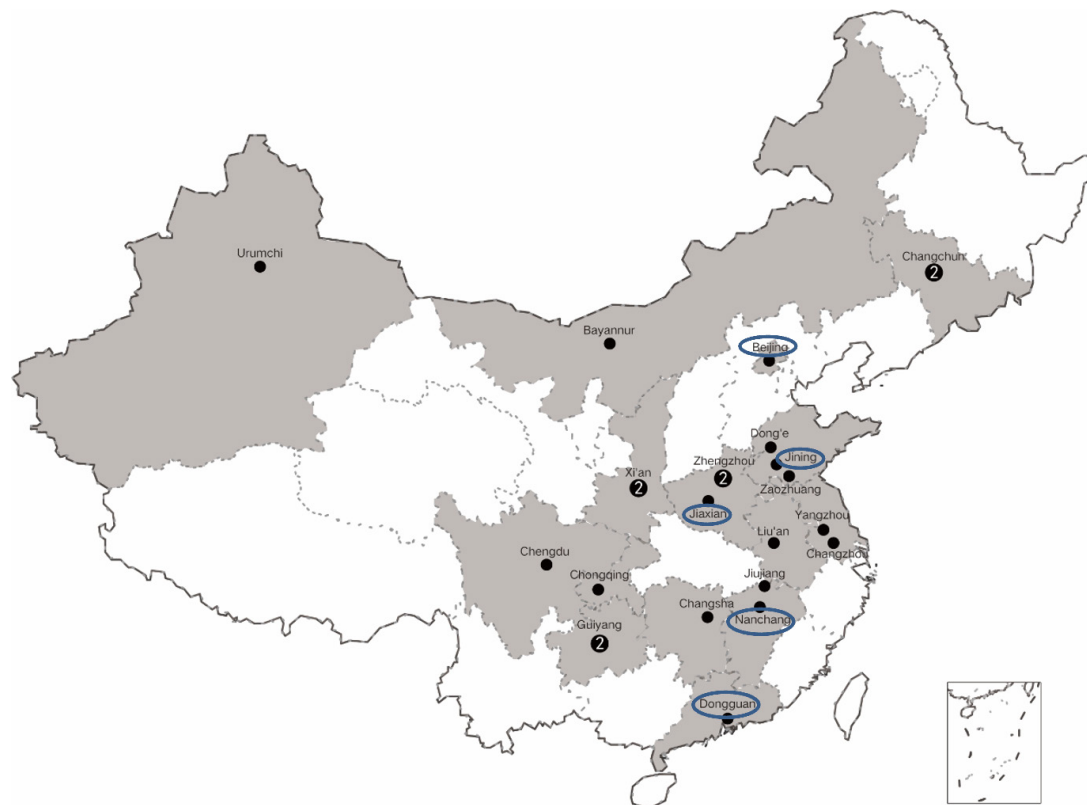 Urumchi
Changchun
2
Bayannur
Beijing
Dong'e
Jining
Zhengzhou
2
Xi'an
2
Zaozhuang
Jiaxian
Yangzhou
Liu'an
Changzhou
Chengdu
Chongqing
Jiujiang
Changsha
Nanchang
Guiyang
2
Dongguan